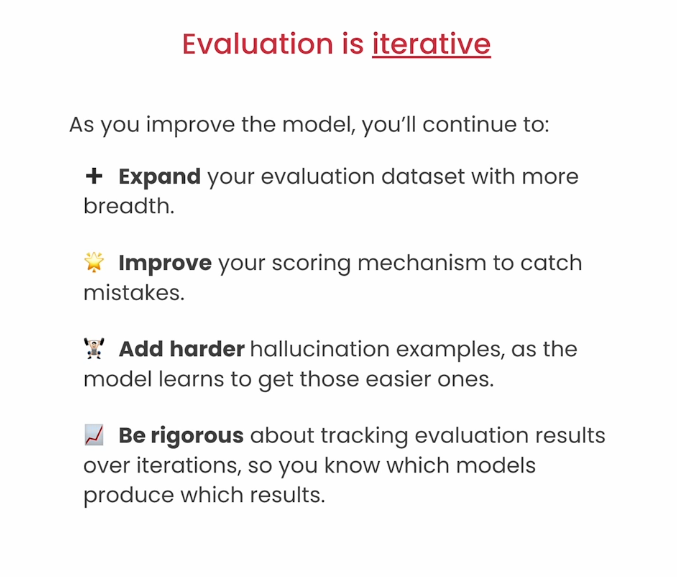 Evaluation is iterative
As you improve the model, you'll continue to:
➕ Expand your evaluation dataset with more
breadth.
🌟 Improve your scoring mechanism to catch
mistakes.
🏋🏻 Add harder hallucination examples, as the
model learns to get those easier ones.
📈 Be rigorous about tracking evaluation results
over iterations, so you know which models
produce which results.